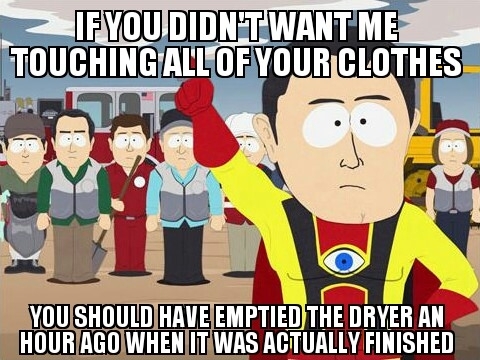 IF YOU DIDN'T WANT ME
TOUCHING ALL OF YOUR CLOTHES
YOU SHOULD HAVE EMPTIED THE DRYER AN
HOUR AGO WHEN IT WAS ACTUALLY FINISHED